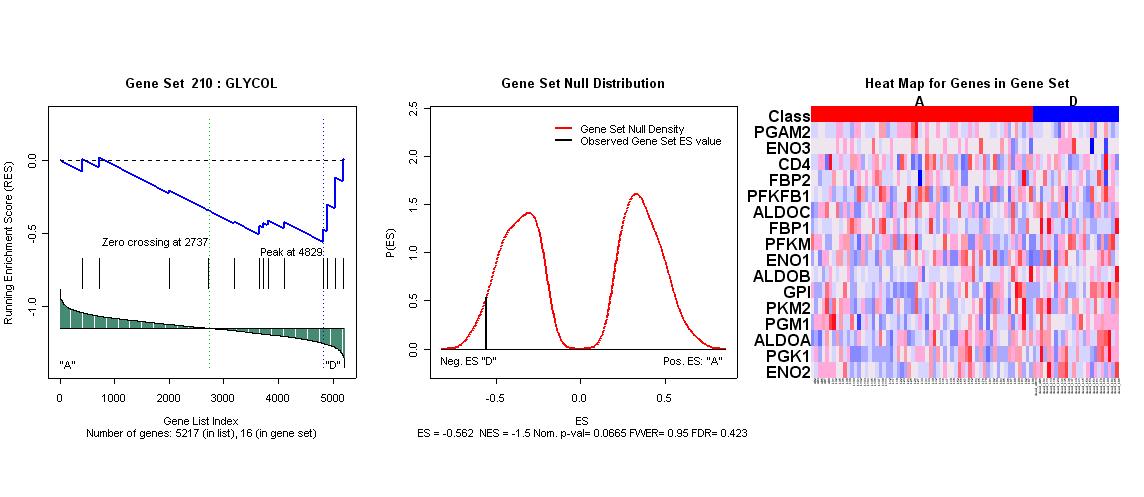 Gene Set 210 : GLYCOL
Running Enrichment Score (RES)
0.0
-0.5
-1.0
Zero crossing at 2737
Peak at 4829
"A"
"D"
0 1000 2000 3000 4000 5000
Gene List Index
Number of genes: 5217 (in list), 16 (in gene set)
Gene Set Null Distribution
P(ES)
2.5
2.0
1.5
1.0
0.5
0.0
Gene Set Null Density
Observed Gene Set ES value
Neg. ES "D"
Pos. ES: "A"
-0.5 0.0 0.5
ES
ES = -0.562 NES = -1.5 Nom. p-val= 0.0665 FWER= 0.95 FDR= 0.423
Heat Map for Genes in Gene Set
A D
Class
PGAM2
ENO3
CD4
FBP2
PFKFB1
ALDOC
FBP1
PFKM
ENO1
ALDOB
GPI
PKM2
PGM1
ALDOA
PGK1
ENO2